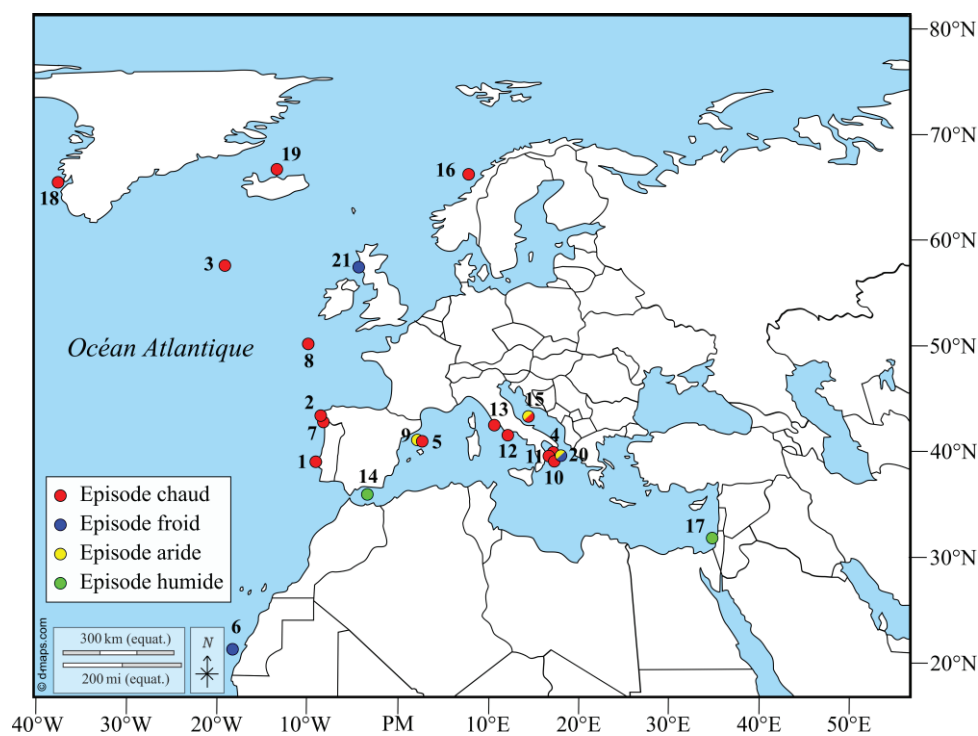 80°N
70°N
60°N
50°N
40°N
30°N
20°N
19
16
18
3
21
Océan Atlantique
8
2
7
1
13
15
9
5
12
4
11
20
10
14
17
6
Episode chaud
Episode froid
Episode aride
Episode humide
300 km (equat.)
200 mi (equat.)
N
© d-maps.com
40°W
30°W
20°W
10°W
PM
10°E
20°E
30°E
40°E
50°E